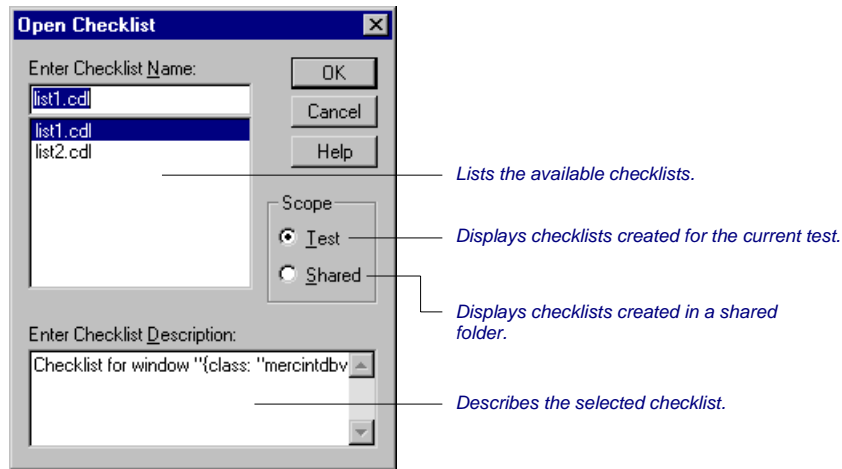 Open Checklist
Enter Checklist Name:
list1.cdl
list1.cdl
list2.cdl
OK
Cancel
Help
Lists the available checklists.
Scope
Test
Displays checklists created for the current test.
Shared
Displays checklists created in a shared
folder.
Enter Checklist Description:
Checklist for window "{class: "mercintdbv
Describes the selected checklist.